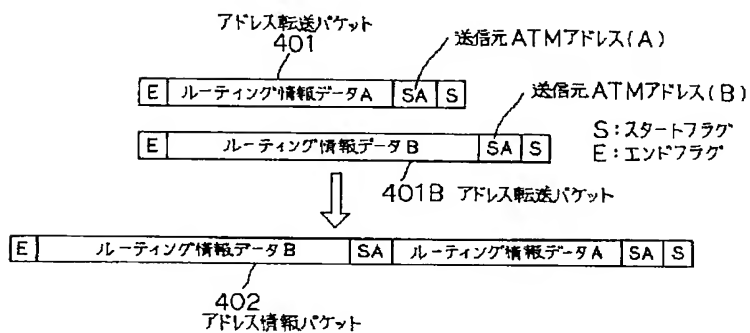 アドレス転送パケット
401
送信元ATMアドレス(A)
E ルーティング情報データA SA S
送信元ATMアドレス(B)
E ルーティング情報データB SA S
S:スタートフラグ
E:エンドフラグ
401B アドレス転送パケット
E ルーティング情報データB SA ルーティング情報データA SA S
402
アドレス情報パケット